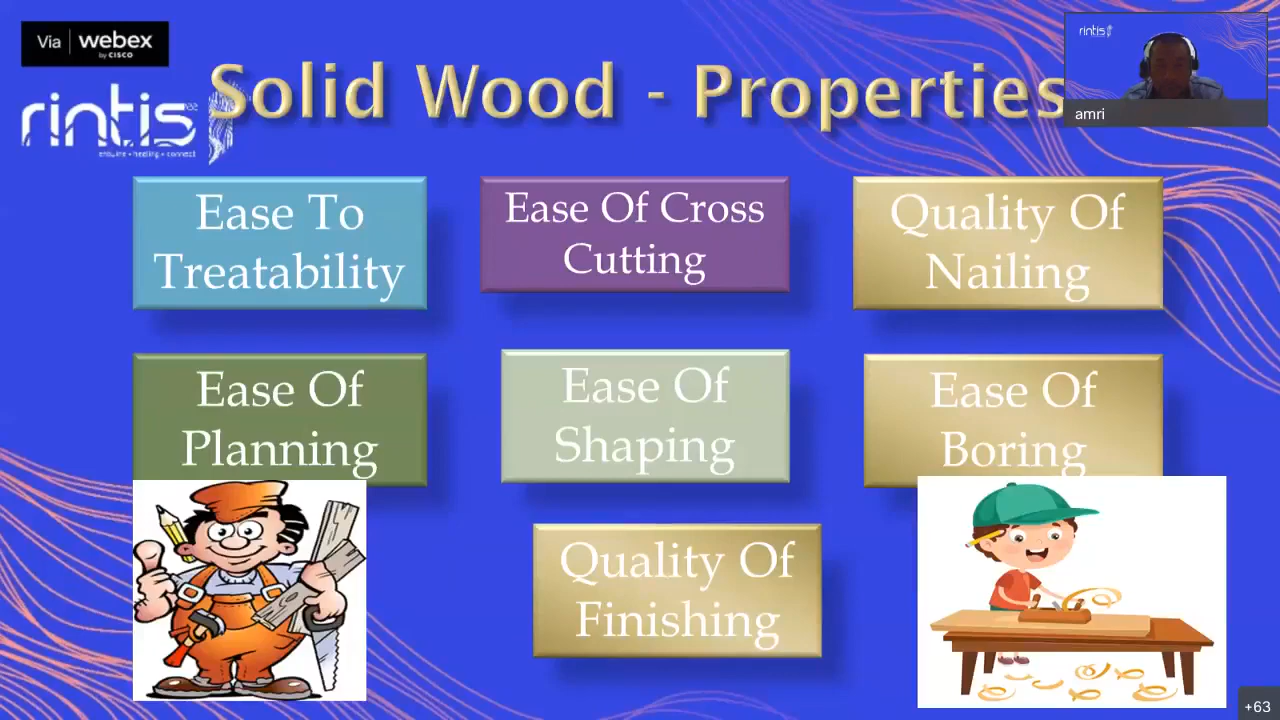 Via webex
by CISCO
Solid Wood - Properties
rintis
amri
rintis
Ease To
Treatability
Ease Of Cross
Cutting
Quality Of
Nailing
Ease Of
Planning
Ease Of
Shaping
Ease Of
Boring
Quality Of
Finishing
+63